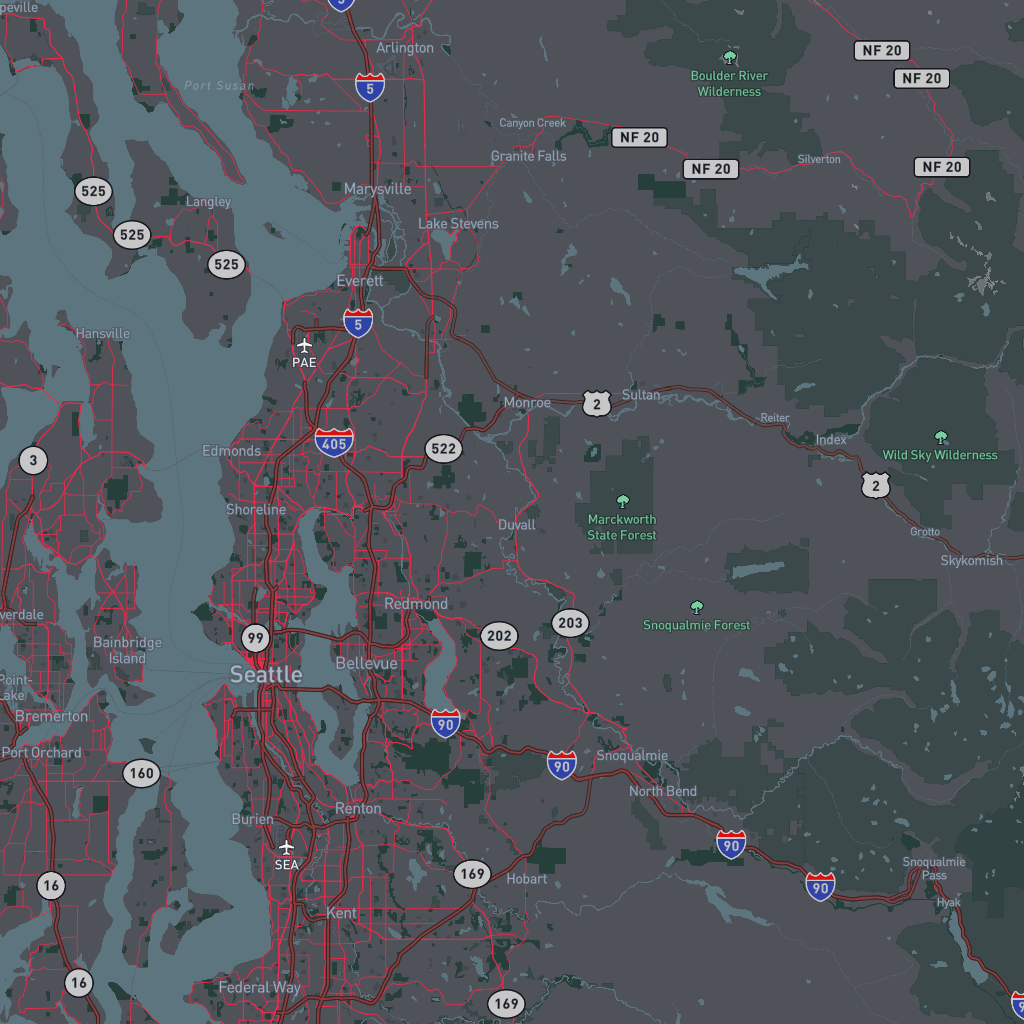 peville
5
Arlington
NF 20
Boulder River
Wilderness
NF 20
Port Susan
5
Canyon Creek
NF 20
Granite Falls
Silverton
NF 20
NF 20
525
Marysville
Langley
Lake Stevens
525
525
Everett
5
Hansville
PAE
Monroe
2
Sultan
Reiter
Index
405
522
Edmonds
3
Wild Sky Wilderness
2
Shoreline
Marckworth
State Forest
Duvall
Grotto
Skykomish
Redmond
verdale
203
Snoqualmie Forest
202
99
Bainbridge
Island
Bellevue
Seattle
Point-
Lake
Bremerton
90
Port Orchard
Snoqualmie
90
160
North Bend
Renton
Burien
90
SEA
Snoqualmie
Pass
169
Hobart
16
90
Hyak
Kent
16
Federal Way
169
9